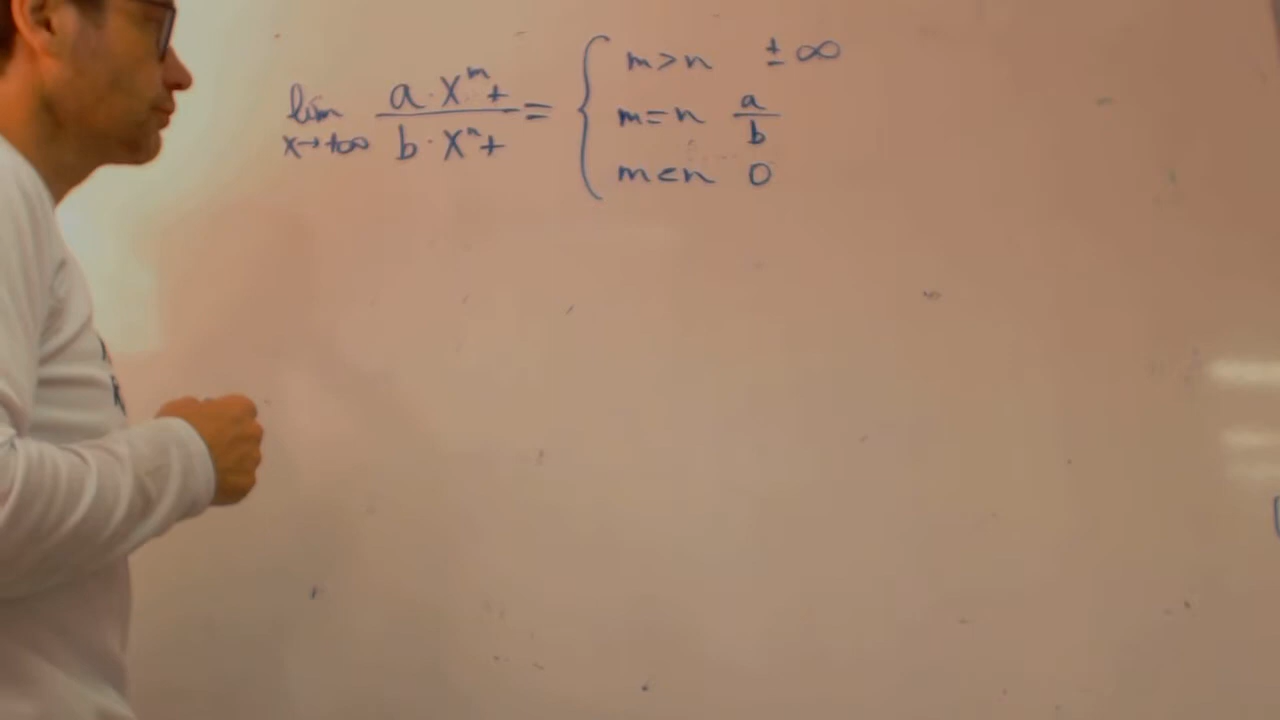 lim x→+∞ a·x^m+ / b·x^n+ = {
m>n ±∞
m=n a/b
m<n 0